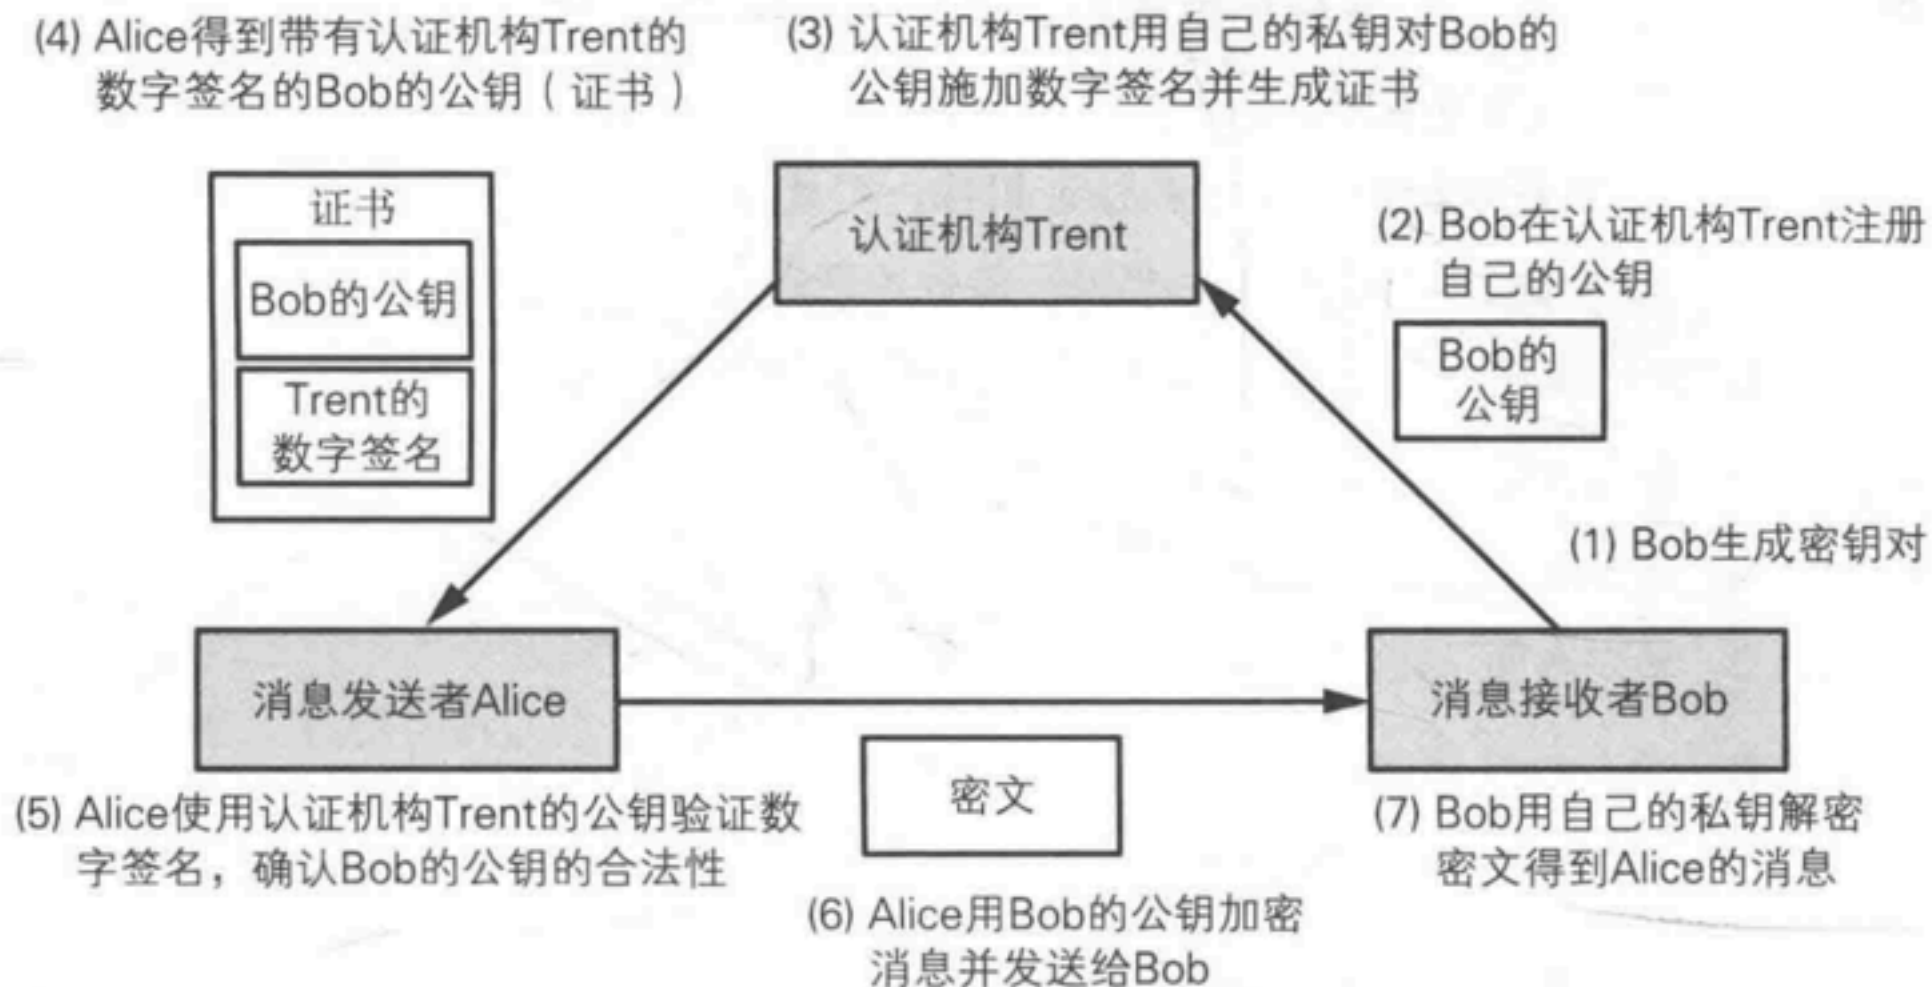 (4) Alice得到带有认证机构Trent的
数字签名的Bob的公钥（证书）
(3) 认证机构Trent用自己的私钥对Bob的
公钥施加数字签名并生成证书
证书
Bob的公钥
Trent的
数字签名
认证机构Trent
(2) Bob在认证机构Trent注册
自己的公钥
Bob的
公钥
(1) Bob生成密钥对
消息发送者Alice
消息接收者Bob
密文
(5) Alice使用认证机构Trent的公钥验证数
字签名，确认Bob的公钥的合法性
(6) Alice用Bob的公钥加密
消息并发送给Bob
(7) Bob用自己的私钥解密
密文得到Alice的消息